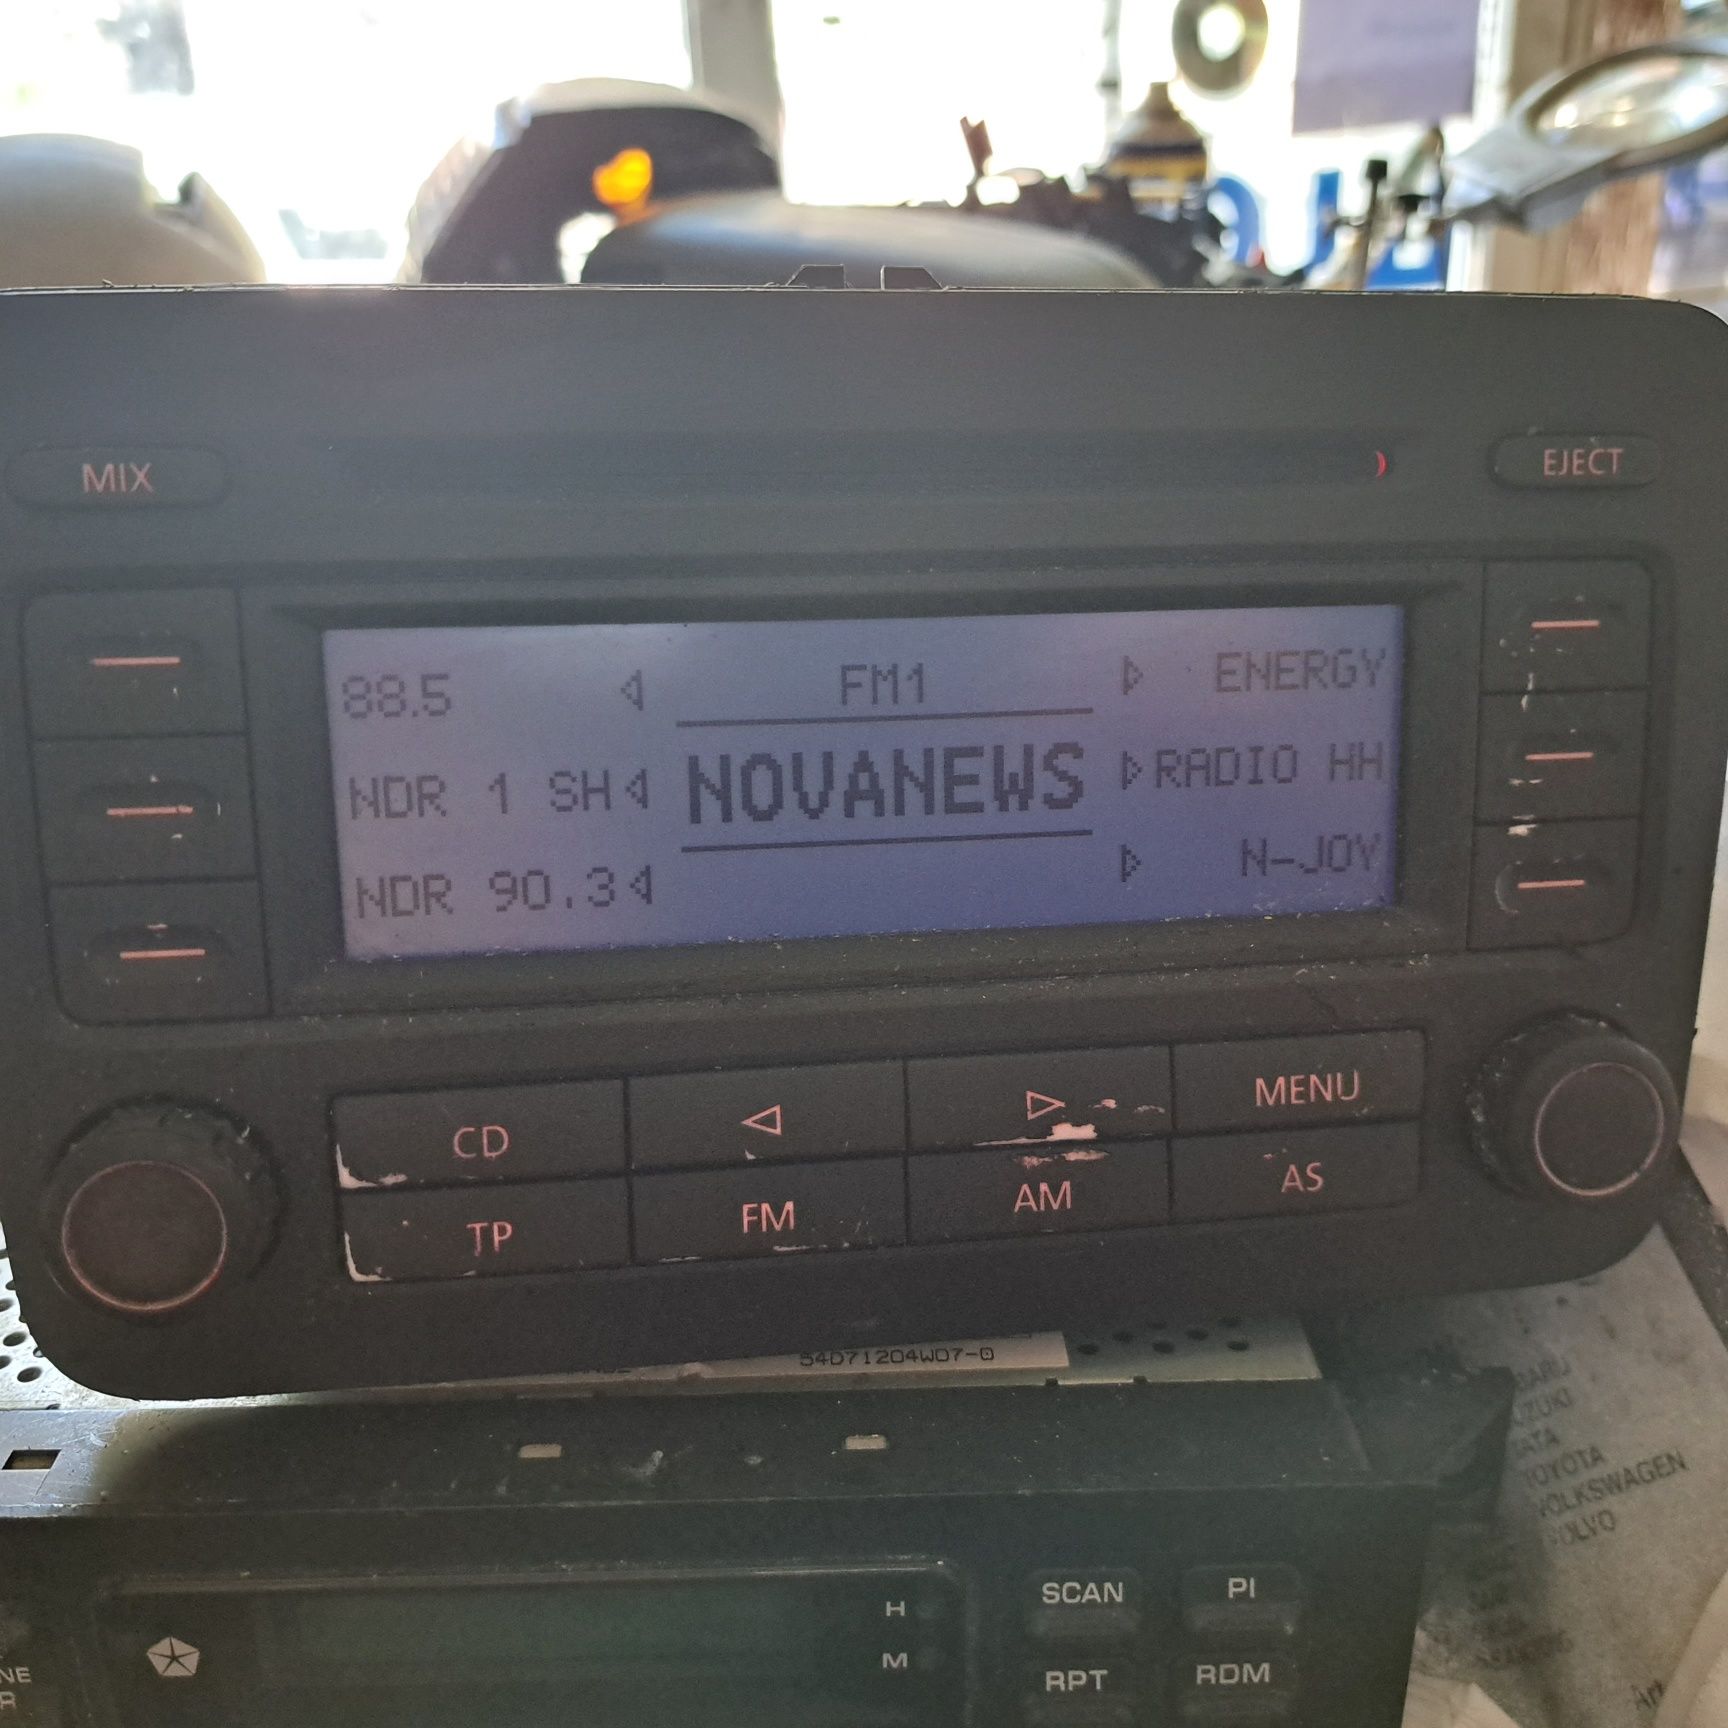 MIX
EJECT
88.5 FM1 ENERGY
NDR 1 SH NOVANEWS RADIO HH
NDR 90.3 N-JOY
CD MENU
TP FM AM AS
54D71204WD7-0
TOYOTA
VOLKSWAGEN
VOLVO
H
M
SCAN PI
RPT RDM